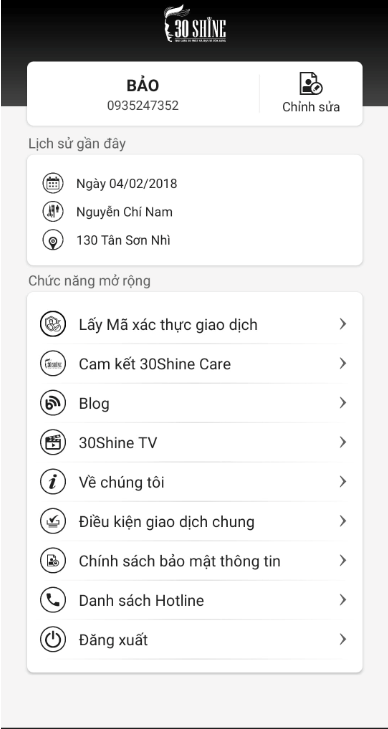 30 SHINE
BẢO
0935247352
Chỉnh sửa
Lịch sử gần đây
Ngày 04/02/2018
Nguyễn Chí Nam
130 Tân Sơn Nhì
Chức năng mở rộng
Lấy Mã xác thực giao dịch
Cam kết 30Shine Care
Blog
30Shine TV
Về chúng tôi
Điều kiện giao dịch chung
Chính sách bảo mật thông tin
Danh sách Hotline
Đăng xuất